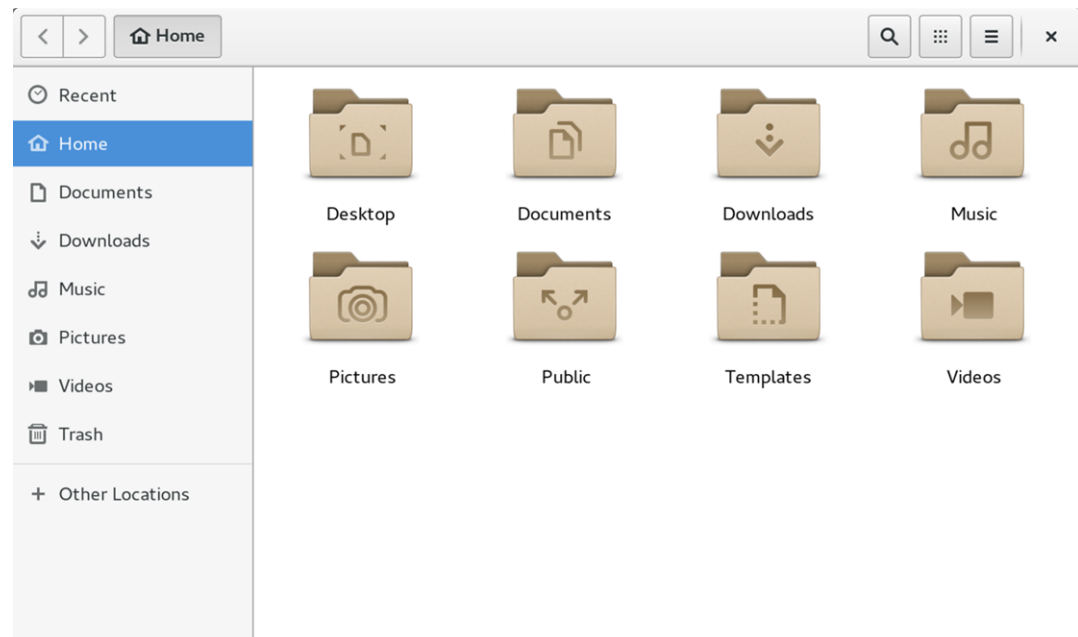 Home
Recent
Home
Documents
Downloads
Music
Pictures
Videos
Trash
Other Locations
Desktop Documents Downloads Music
Pictures Public Templates Videos